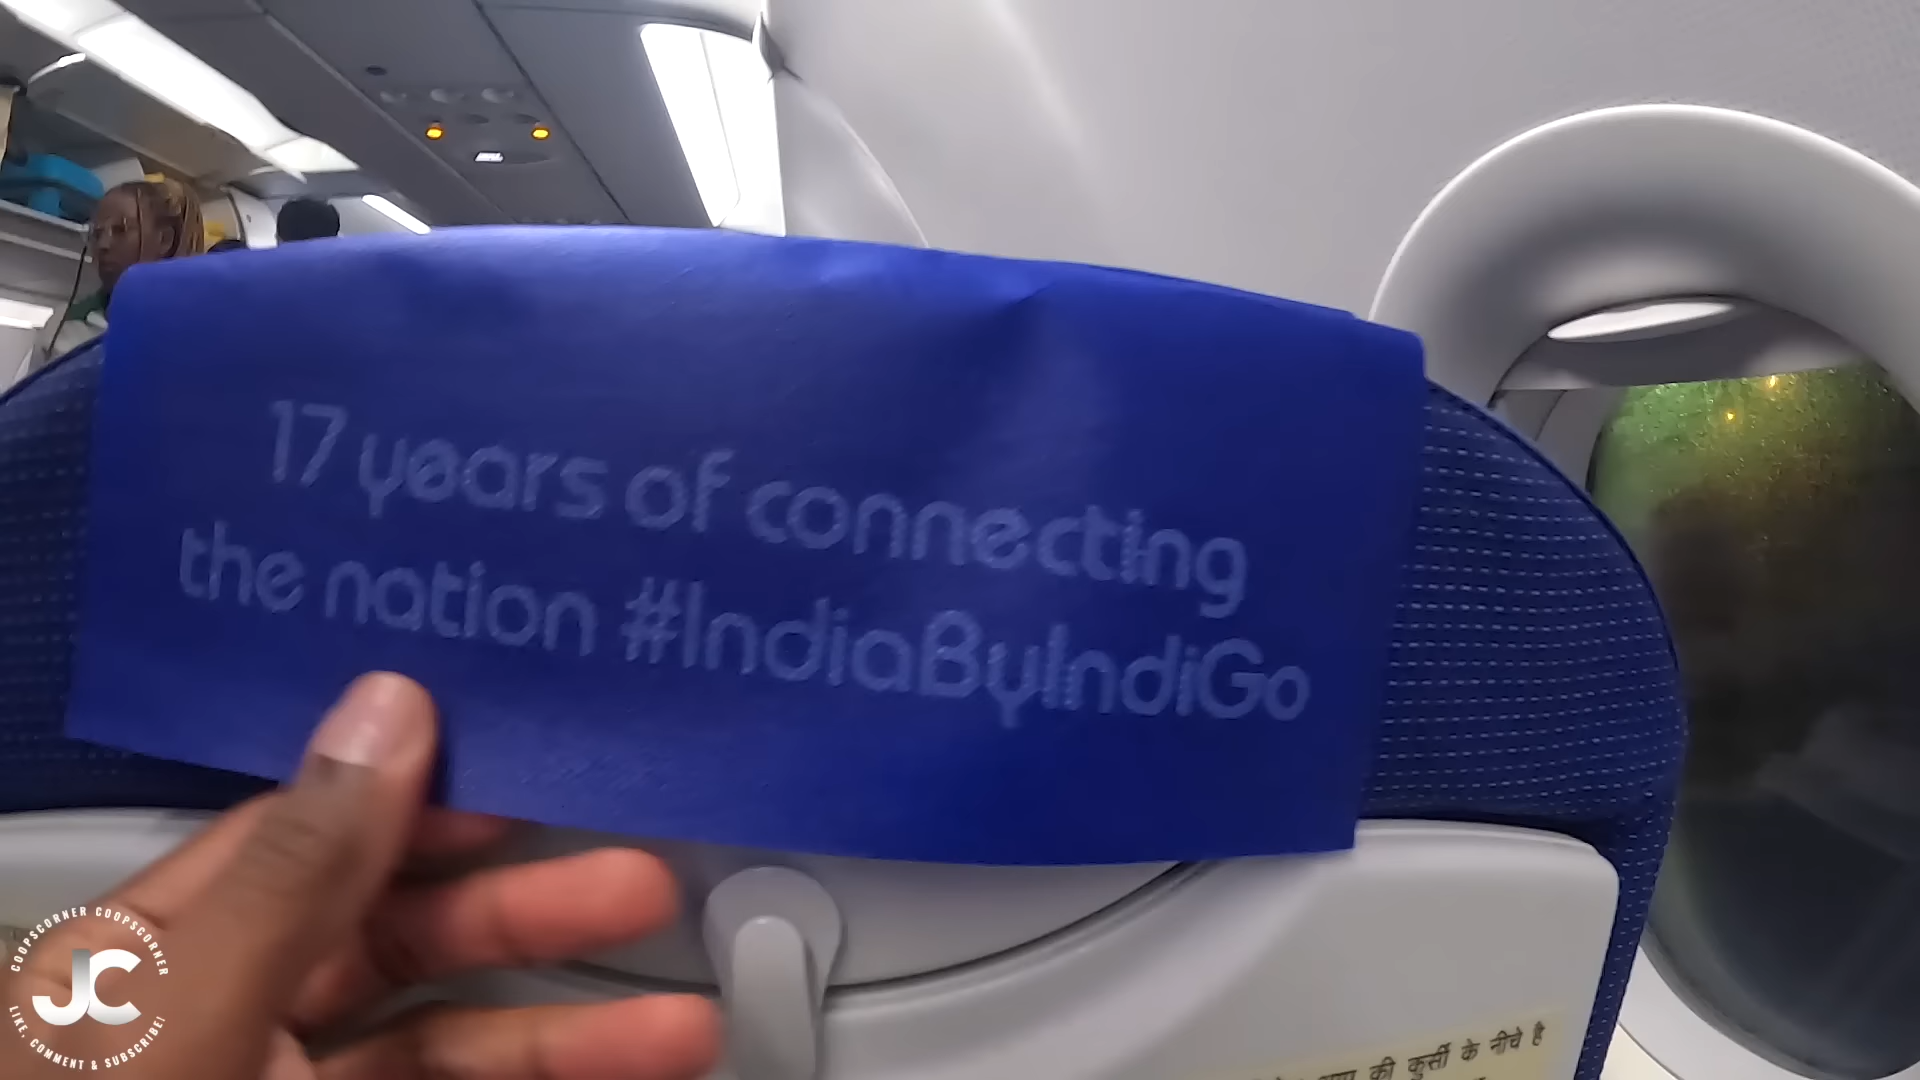 17 years of connecting
the nation #IndiaByIndiGo
COOPSCORNER COOPSCORNER
JC
LIKE, COMMENT & SUBSCRIBE!
की कुर्सी के नीचे है